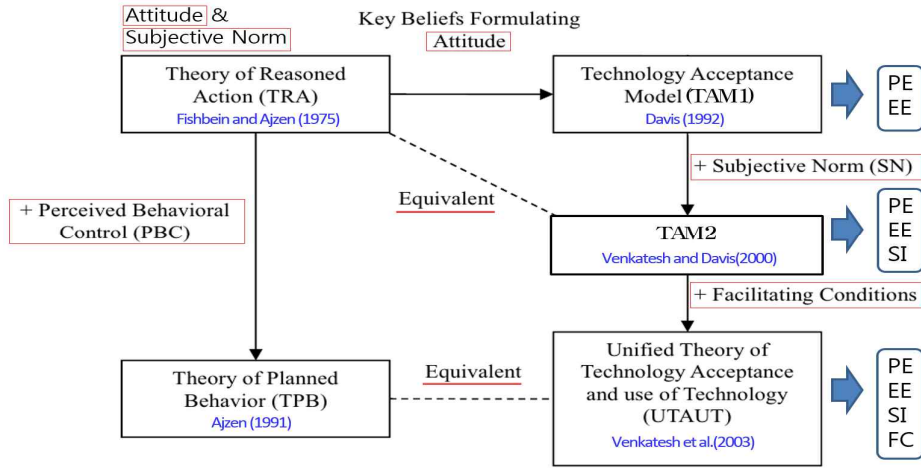 Attitude &
Subjective Norm
Key Beliefs Formulating
Attitude
Theory of Reasoned
Action (TRA)
Fishbein and Ajzen (1975)
Technology Acceptance
Model (TAM1)
Davis (1992)
PE
EE
+ Subjective Norm (SN)
Equivalent
+ Perceived Behavioral
Control (PBC)
TAM2
Venkatesh and Davis(2000)
PE
EE
SI
+ Facilitating Conditions
Theory of Planned
Behavior (TPB)
Ajzen (1991)
Equivalent
Unified Theory of
Technology Acceptance
and use of Technology
(UTAUT)
Venkatesh et al.(2003)
PE
EE
SI
FC